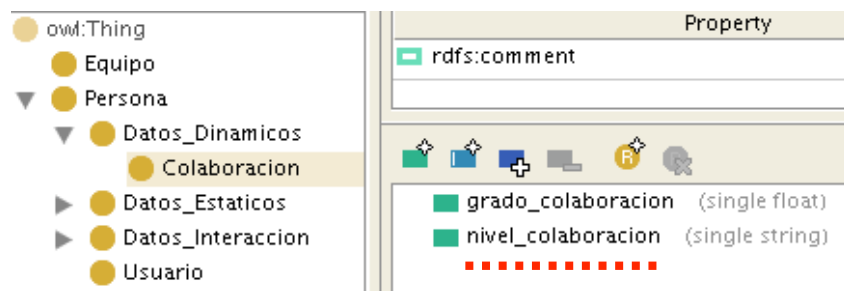 owl:Thing
Equipo
Persona
Datos_Dinamicos
Colaboracion
Datos_Estaticos
Datos_Interaccion
Usuario
Property
rdfs:comment
R
grado_colaboracion (single float)
nivel_colaboracion (single string)